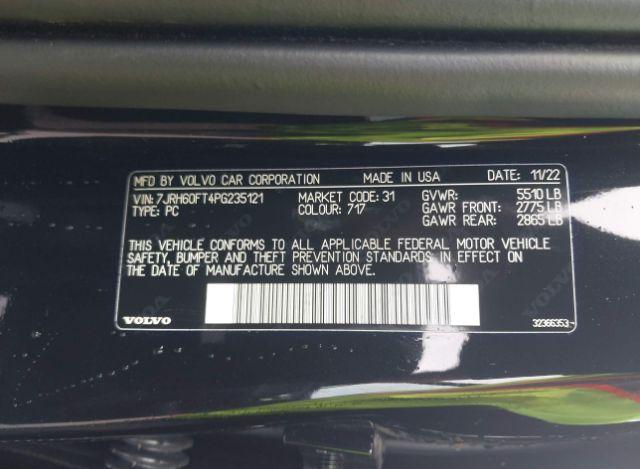 MFD BY VOLVO CAR CORPORATION MADE IN USA DATE: 11/22
VIN: 7JRH60FT4PG235121 MARKET CODE: 31 GVWR: 5510 LB
TYPE: PC COLOUR: 717 GAWR FRONT: 2775 LB
GAWR REAR: 2865 LB
THIS VEHICLE CONFORMS TO ALL APPLICABLE FEDERAL MOTOR VEHICLE
SAFETY, BUMPER AND THEFT PREVENTION STANDARDS IN EFFECT ON
THE DATE OF MANUFACTURE SHOWN ABOVE.
VOLVO 32366353